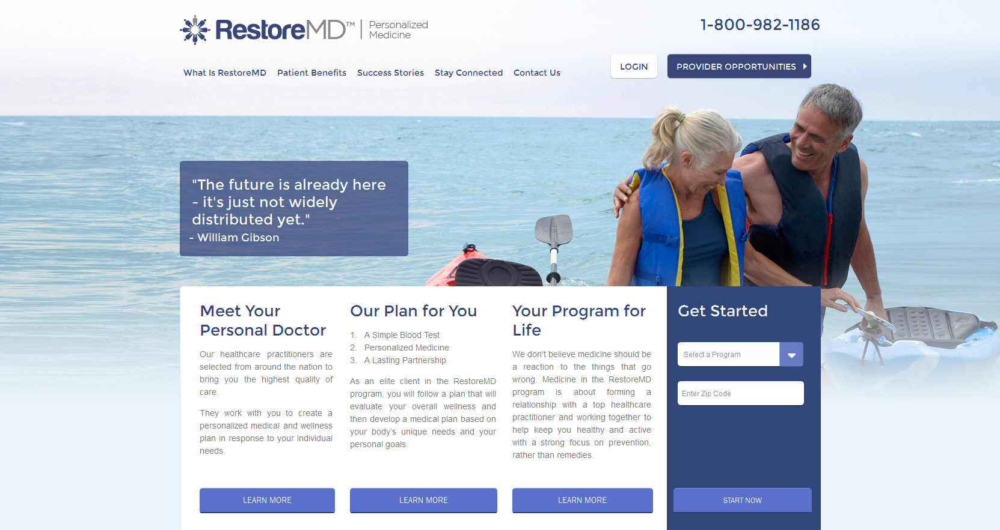 RestoreMD™ | Personalized
Medicine
1-800-982-1186
What Is RestoreMD Patient Benefits Success Stories Stay Connected Contact Us
LOGIN
PROVIDER OPPORTUNITIES
"The future is already here
- it's just not widely
distributed yet."
- William Gibson
Meet Your
Personal Doctor
Our healthcare practitioners are
selected from around the nation to
bring you the highest quality of
care.
They work with you to create a
personalized medical and wellness
plan in response to your individual
needs.
LEARN MORE
Our Plan for You
1. A Simple Blood Test
2. Personalized Medicine
3. A Lasting Partnership
As an elite client in the RestoreMD
program, you will follow a plan that will
evaluate your overall wellness and
then develop a medical plan based on
your body's unique needs and your
personal goals.
LEARN MORE
Your Program for
Life
We don't believe medicine should be
a reaction to the things that go
wrong. Medicine in the RestoreMD
program is about forming a
relationship with a top healthcare
practitioner and working together to
help keep you healthy and active
with a strong focus on prevention,
rather than remedies.
LEARN MORE
Get Started
Select a Program
Enter Zip Code
START NOW